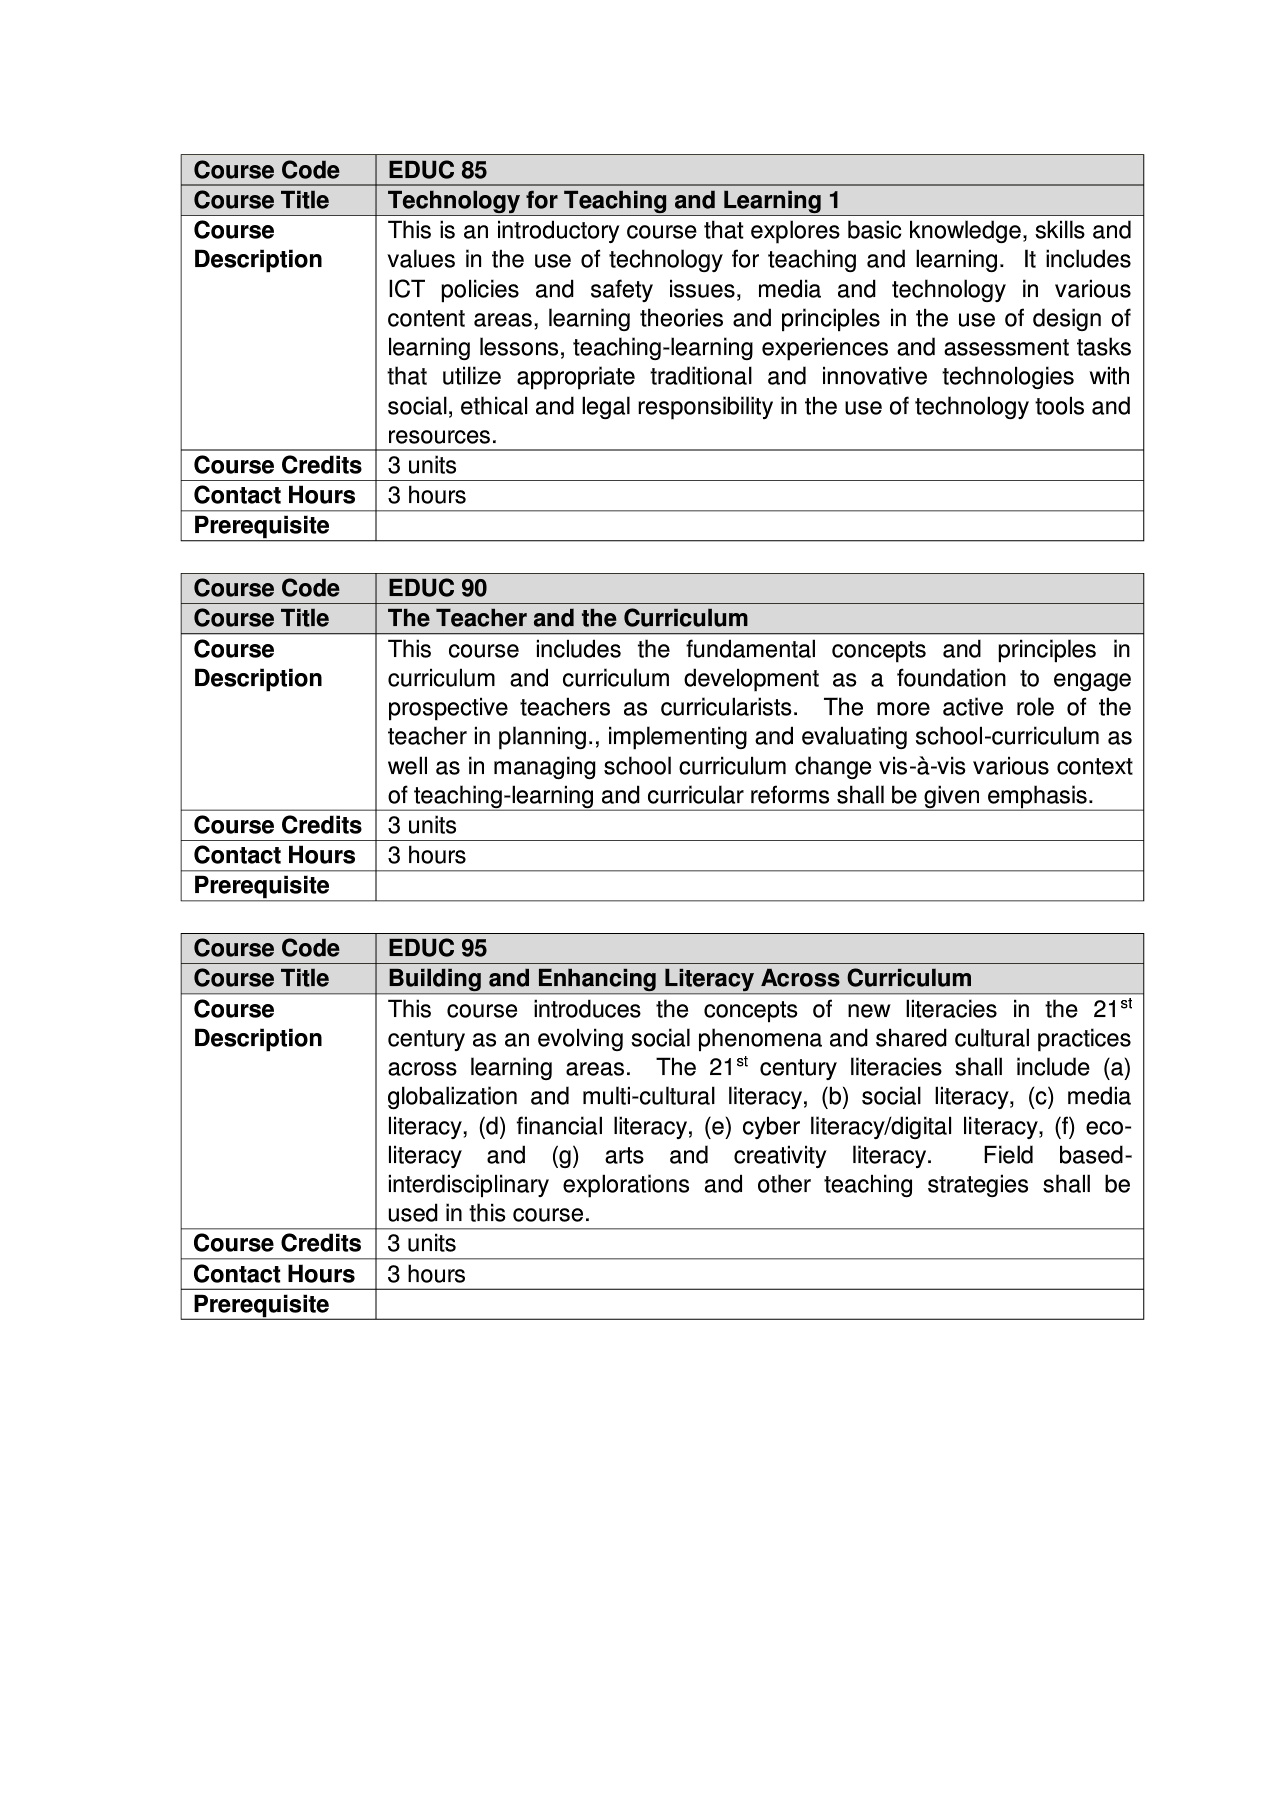 Course Code EDUC 85
Course Title Technology for Teaching and Learning 1
Course This is an introductory course that explores basic knowledge, skills and
Description values in the use of technology for teaching and learning. It includes
ICT policies and safety issues, media and technology in various
content areas, learning theories and principles in the use of design of
learning lessons, teaching-learning experiences and assessment tasks
that utilize appropriate traditional and innovative technologies with
social, ethical and legal responsibility in the use of technology tools and
resources.
Course Credits 3 units
Contact Hours 3 hours
Prerequisite
Course Code EDUC 90
Course Title The Teacher and the Curriculum
Course This course includes the fundamental concepts and principles in
Description curriculum and curriculum development as a foundation to engage
prospective teachers as curricularists. The more active role of the
teacher in planning., implementing and evaluating school-curriculum as
well as in managing school curriculum change vis-à-vis various context
of teaching-learning and curricular reforms shall be given emphasis.
Course Credits 3 units
Contact Hours 3 hours
Prerequisite
Course Code EDUC 95
Course Title Building and Enhancing Literacy Across Curriculum
Course This course introduces the concepts of new literacies in the 21st
Description century as an evolving social phenomena and shared cultural practices
across learning areas. The 21st century literacies shall include (a)
globalization and multi-cultural literacy, (b) social literacy, (c) media
literacy, (d) financial literacy, (e) cyber literacy/digital literacy, (f) eco-
literacy and (g) arts and creativity literacy. Field based-
interdisciplinary explorations and other teaching strategies shall be
used in this course.
Course Credits 3 units
Contact Hours 3 hours
Prerequisite